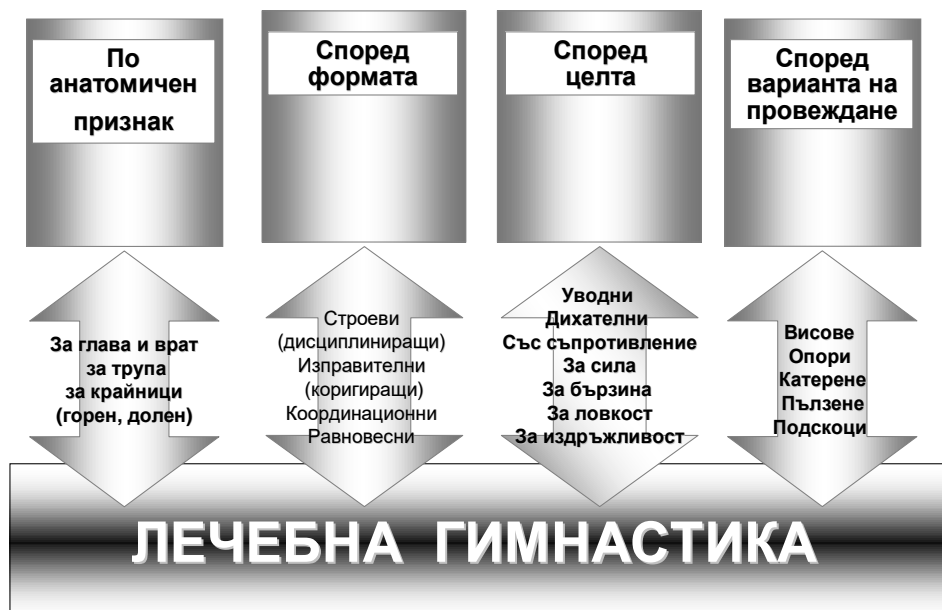 По
анатомичен
признак
Според
формата
Според
целта
Според
варианта на
провеждане
За глава и врат
за трупа
за крайници
(горен, долен)
Строеви
(дисциплиниращи)
Изправителни
(коригиращи)
Координационни
Равновесни
Уводни
Дихателни
Със съпротивление
За сила
За бързина
За ловкост
За издръжливост
Висове
Опори
Катерене
Пълзене
Подскоци
ЛЕЧЕБНА ГИМНАСТИКА